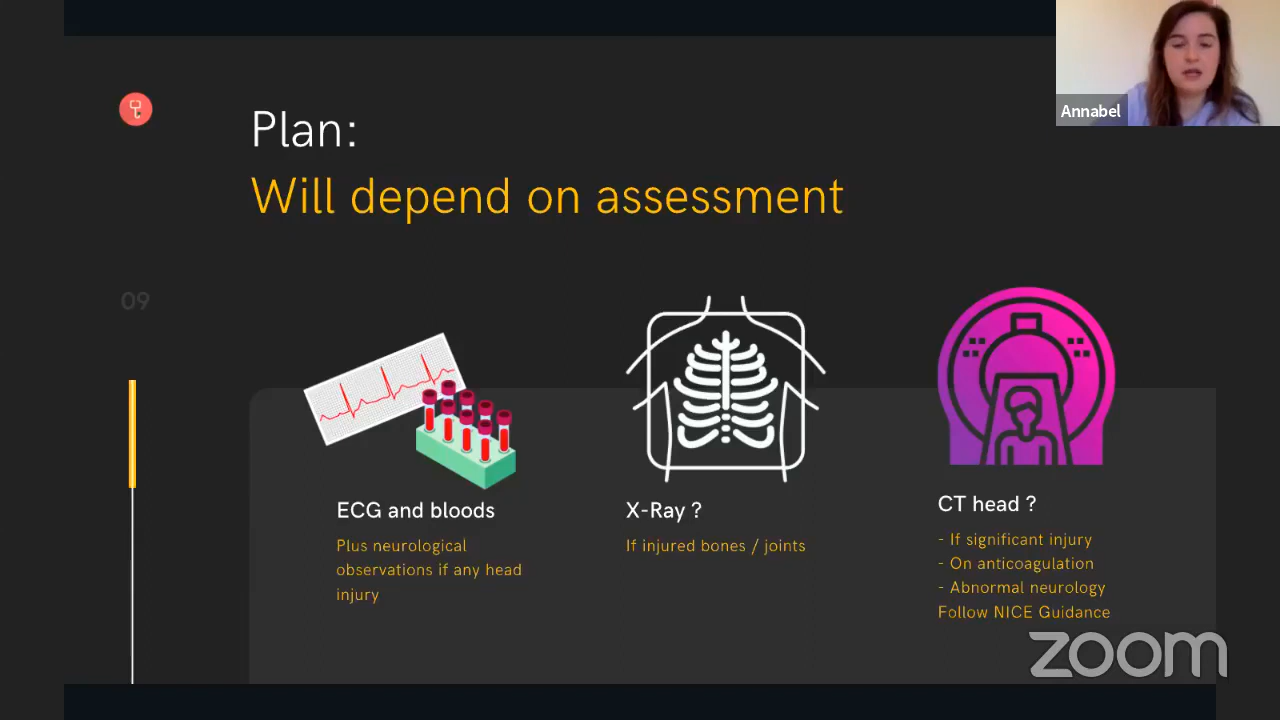 Annabel
Plan:
Will depend on assessment
09
ECG and bloods
Plus neurological
observations if any head
injury
X-Ray ?
If injured bones / joints
CT head ?
- If significant injury
- On anticoagulation
- Abnormal neurology
Follow NICE Guidance
zoom